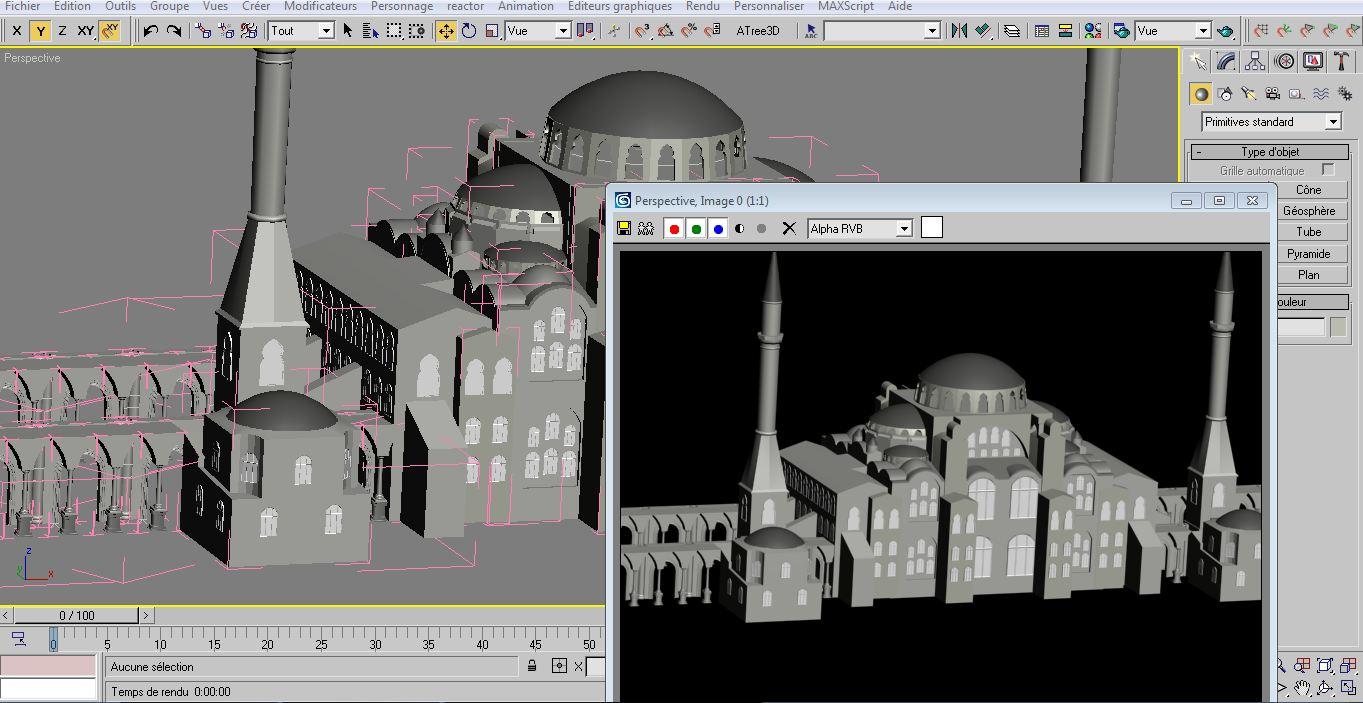 Fichier Edition Outils Groupe Vues Créer Modificateurs Personnage reactor Animation Editeurs graphiques Rendu Personnaliser MAXScript Aide
X Y Z XY XY Tout Vue 3 ATree3D ABC Vue
Perspective
Primitives standard
- Type d'objet
Grille automatique
Perspective, Image 0 (1:1)
Cône
Géosphère
Alpha RVB
Tube
Pyramide
Plan
ouleur
z
y x
< 0 / 100 >
0 5 10 15 20 25 30 35 40 45 50
Aucune sélection X
Temps de rendu 0:00:00